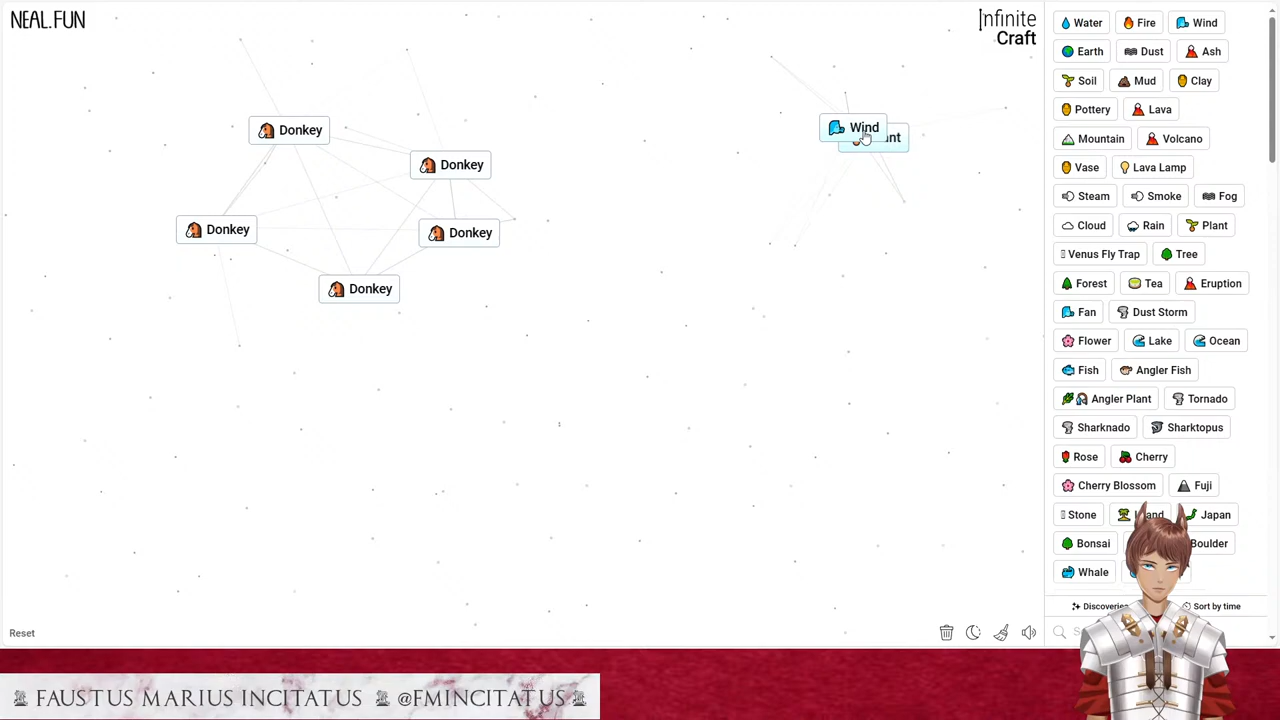 NEAL.FUN
Infinite
Craft
Donkey
Donkey
Donkey
Donkey
Donkey
Wind
Water Fire Wind
Earth Dust Ash
Soil Mud Clay
Pottery Lava
Mountain Volcano
Vase Lava Lamp
Steam Smoke Fog
Cloud Rain Plant
Venus Fly Trap Tree
Forest Tea Eruption
Fan Dust Storm
Flower Lake Ocean
Fish Angler Fish
Angler Plant Tornado
Sharknado Sharktopus
Rose Cherry
Cherry Blossom Fuji
Stone Island Japan
Bonsai Boulder
Whale
Discoveries Sort by time
Reset
FAUSTUS MARIUS INCITATUS @FMINCITATUS